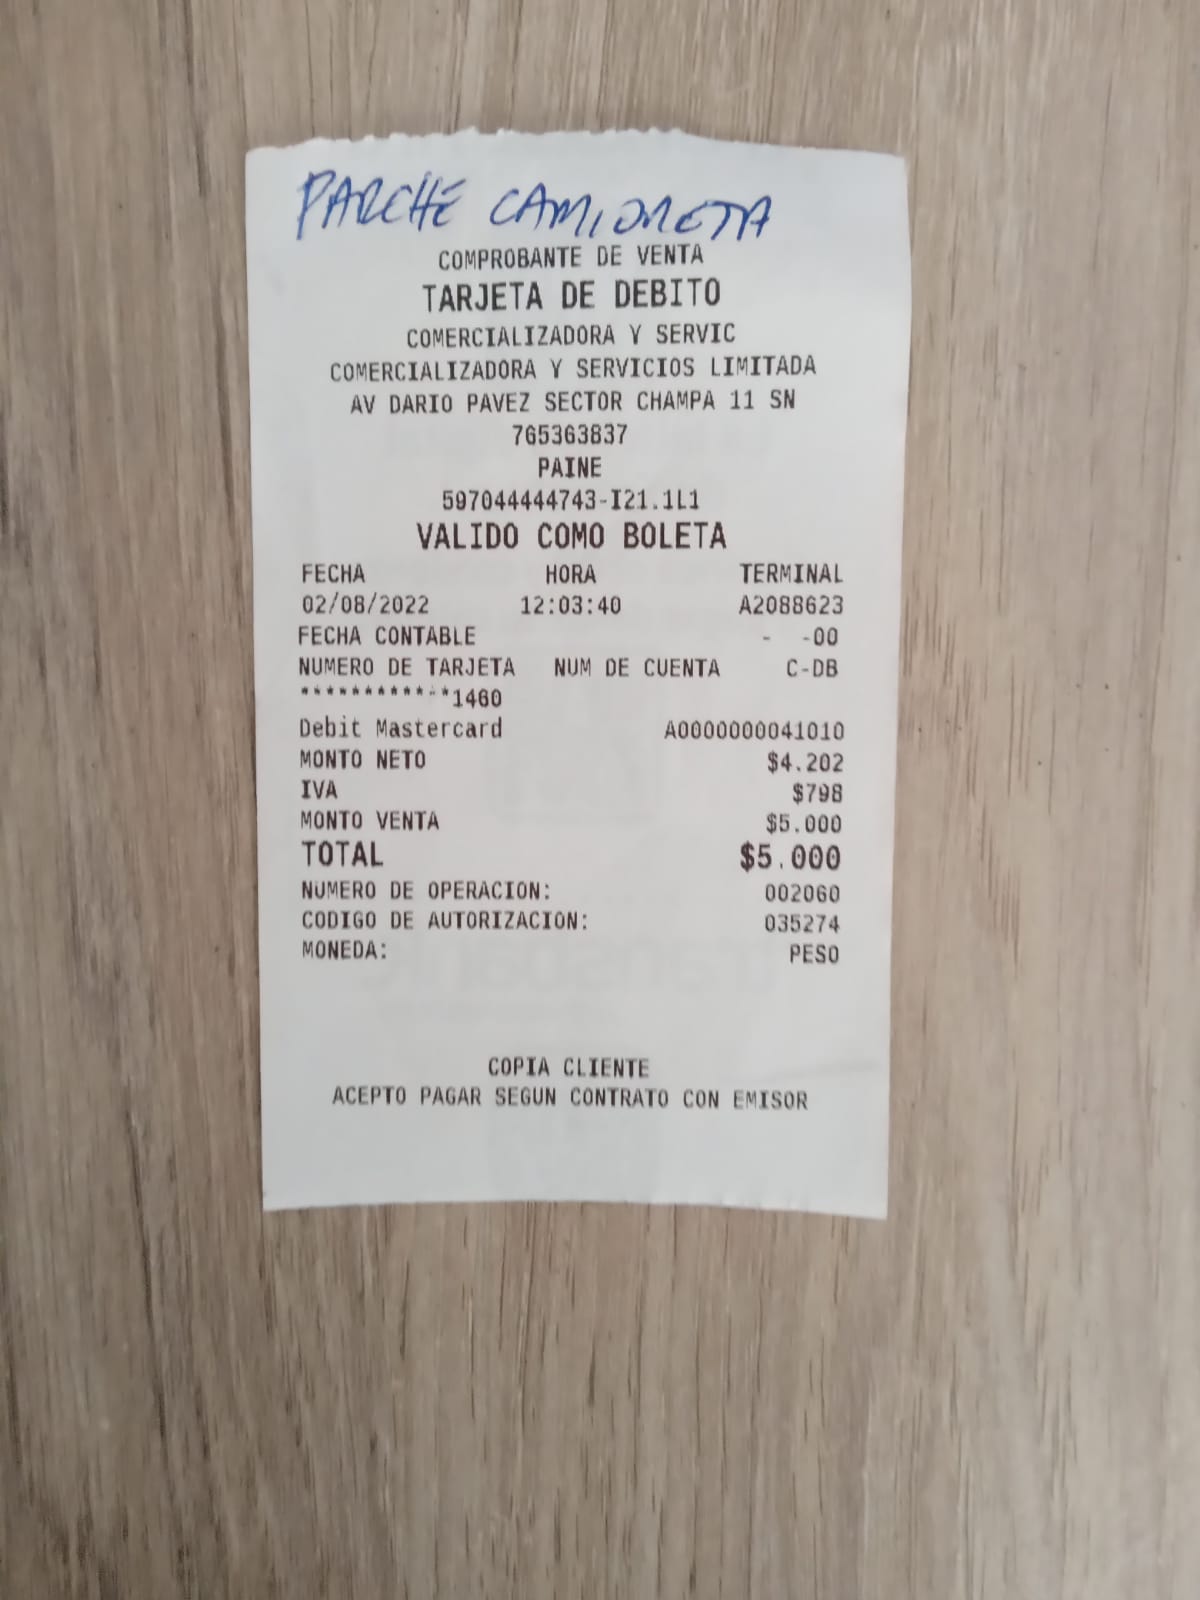 PARCHE CAMIONETA
COMPROBANTE DE VENTA
TARJETA DE DEBITO
COMERCIALIZADORA Y SERVIC
COMERCIALIZADORA Y SERVICIOS LIMITADA
AV DARIO PAVEZ SECTOR CHAMPA 11 SN
765363837
PAINE
597044444743-I21.1L1
VALIDO COMO BOLETA
FECHA HORA TERMINAL
02/08/2022 12:03:40 A2088623
FECHA CONTABLE - -00
NUMERO DE TARJETA NUM DE CUENTA C-DB
************1460
Debit Mastercard A0000000041010
MONTO NETO $4.202
IVA $798
MONTO VENTA $5.000
TOTAL $5.000
NUMERO DE OPERACION: 002060
CODIGO DE AUTORIZACION: 035274
MONEDA: PESO
COPIA CLIENTE
ACEPTO PAGAR SEGUN CONTRATO CON EMISOR